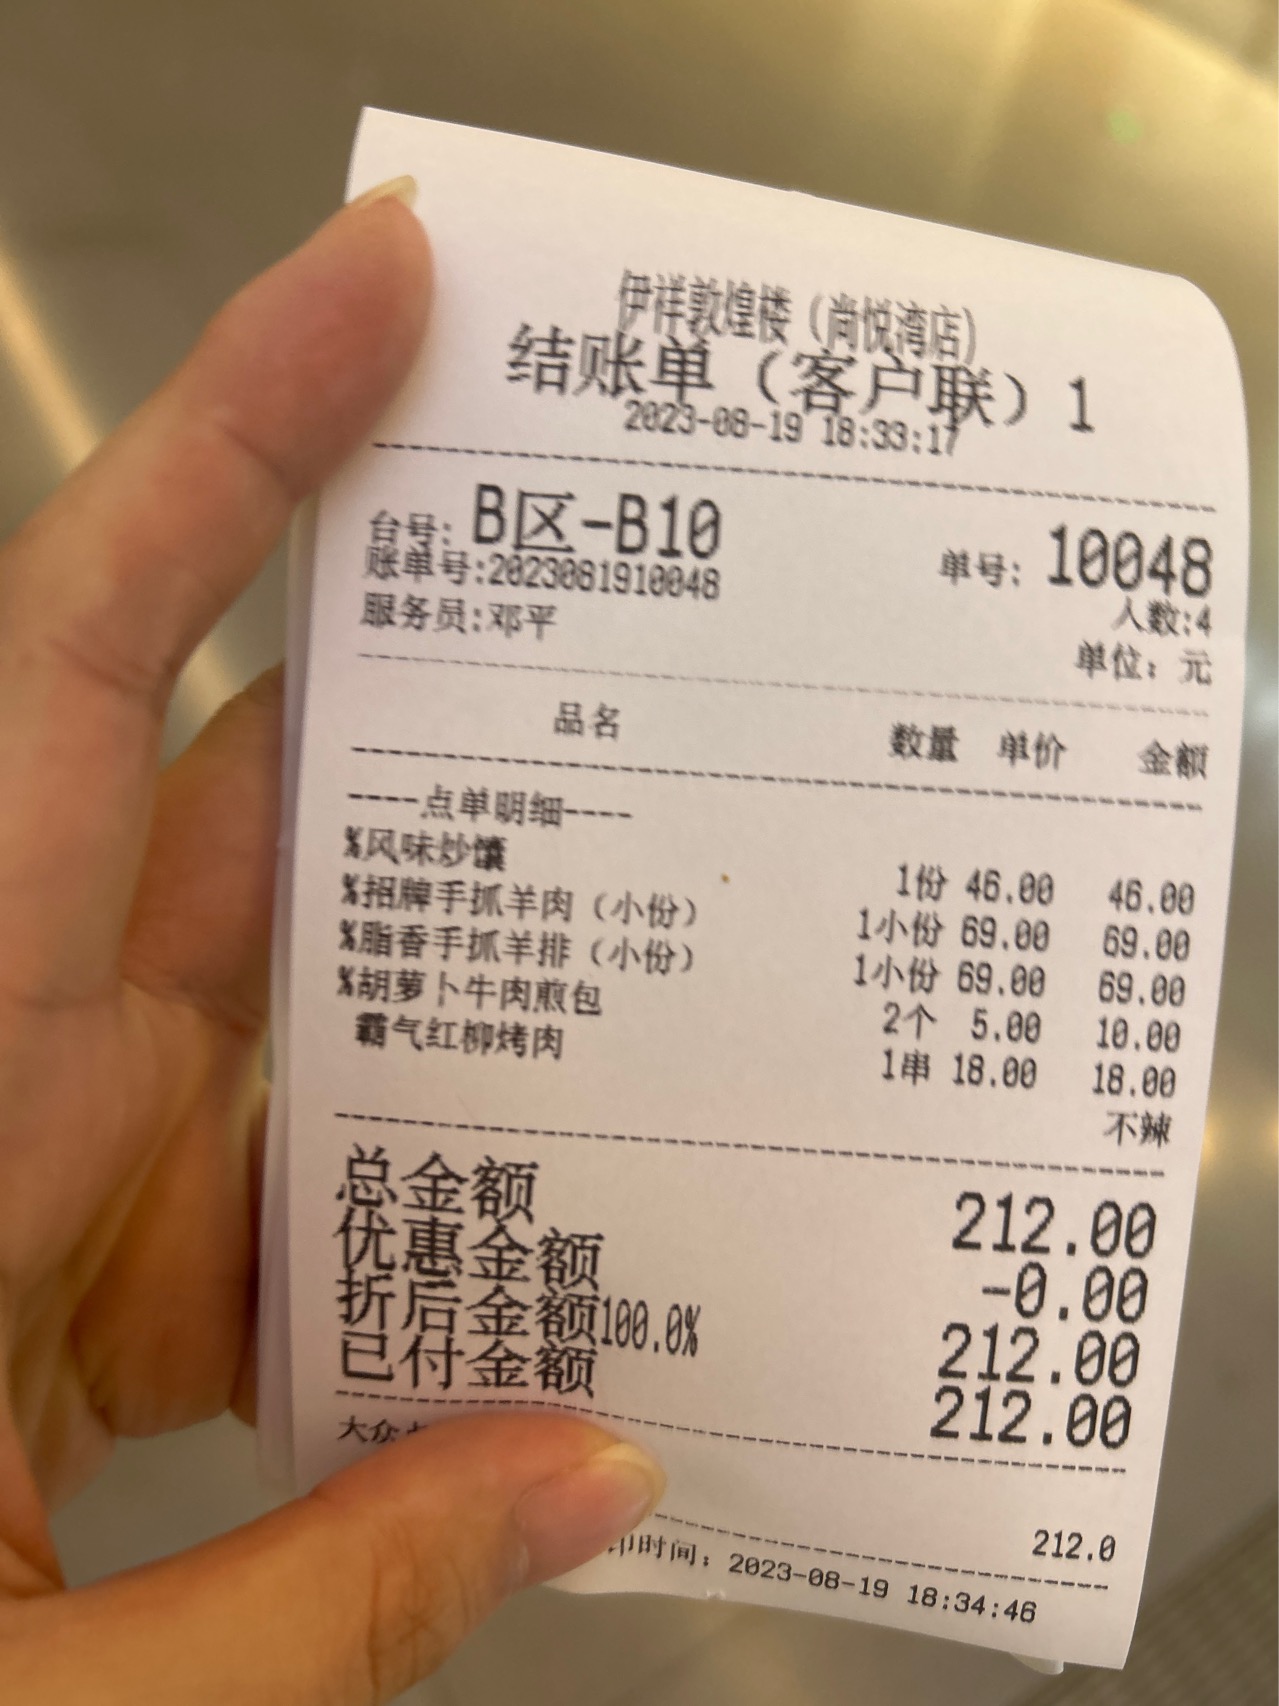 伊祥敦煌楼（尚悦湾店）
结账单（客户联）1
2023-08-19 18:33:17
台号: B区-B10 单号: 10048
账单号:2023081910048 人数:4
服务员:邓平 单位: 元
品名 数量 单价 金额
----点单明细----
%风味炒馕 1份 46.00 46.00
%招牌手抓羊肉（小份） 1小份 69.00 69.00
%脂香手抓羊排（小份） 1小份 69.00 69.00
%胡萝卜牛肉煎包 2个 5.00 10.00
霸气红柳烤肉 1串 18.00 18.00
不辣
总金额 212.00
优惠金额 -0.00
折后金额100.0% 212.00
已付金额 212.00
大众
212.0
印时间: 2023-08-19 18:34:46